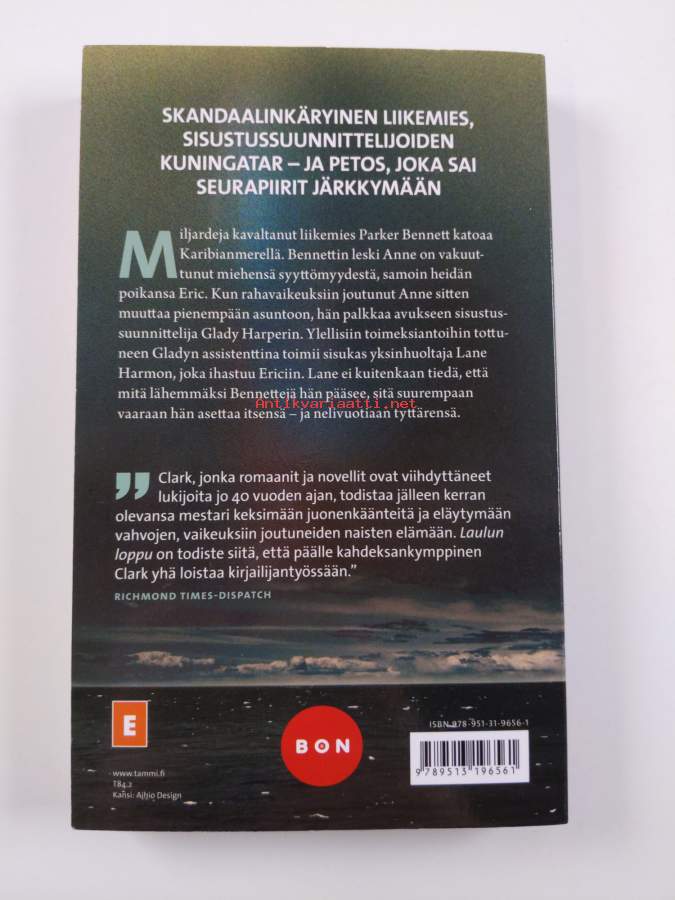 SKANDAALINKÄRYINEN LIIKEMIES,
SISUSTUSSUUNNITTELIJOIDEN
KUNINGATAR – JA PETOS, JOKA SAI
SEURAPIIRIT JÄRKKYMÄÄN
Miljardeja kavaltanut liikemies Parker Bennett katoaa
Karibianmerellä. Bennettin leski Anne on vakuut-
tunut miehensä syyttömyydestä, samoin heidän
poikansa Eric. Kun rahavaikeuksiin joutunut Anne sitten
muuttaa pienempään asuntoon, hän palkkaa avukseen sisustus-
suunnittelija Glady Harperin. Ylellisiin toimeksiantoihin tottu-
neen Gladyn assistenttina toimii sisukas yksinhuoltaja Lane
Harmon, joka ihastuu Ericiin. Lane ei kuitenkaan tiedä, että
mitä lähemmäksi Bennettejä hän pääsee, sitä suurempaan
Antikvariaatti.net
vaaraan hän asettaa itsensä – ja nelivuotiaan tyttärensä.
” Clark, jonka romaanit ja novellit ovat viihdyttäneet
lukijoita jo 40 vuoden ajan, todistaa jälleen kerran
olevansa mestari keksimään juonenkäänteitä ja eläytymään
vahvojen, vaikeuksiin joutuneiden naisten elämään. Laulun
loppu on todiste siitä, että päälle kahdeksankymppinen
Clark yhä loistaa kirjailijantyössään.”
RICHMOND TIMES-DISPATCH
E
BON
ISBN 978-951-31-9656-1
9 789513 196561
www.tammi.fi
T84.2
Kansi: Ajhio Design